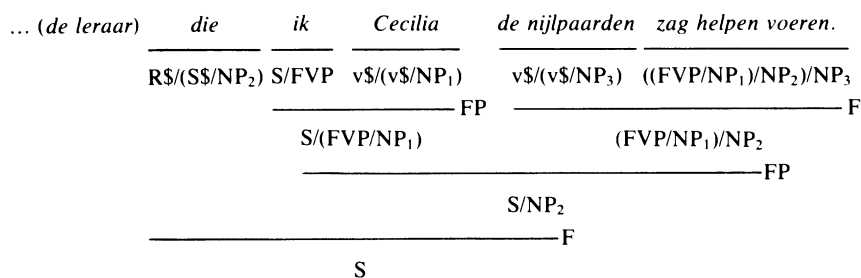 ... (de leraar) die ik Cecilia de nijlpaarden zag helpen voeren.
R$/(S$/NP₂) S/FVP v$/(v$/NP₁) v$/(v$/NP₃) ((FVP/NP₁)/NP₂)/NP₃
FP F
S/(FVP/NP₁) (FVP/NP₁)/NP₂
FP
S/NP₂
F
S